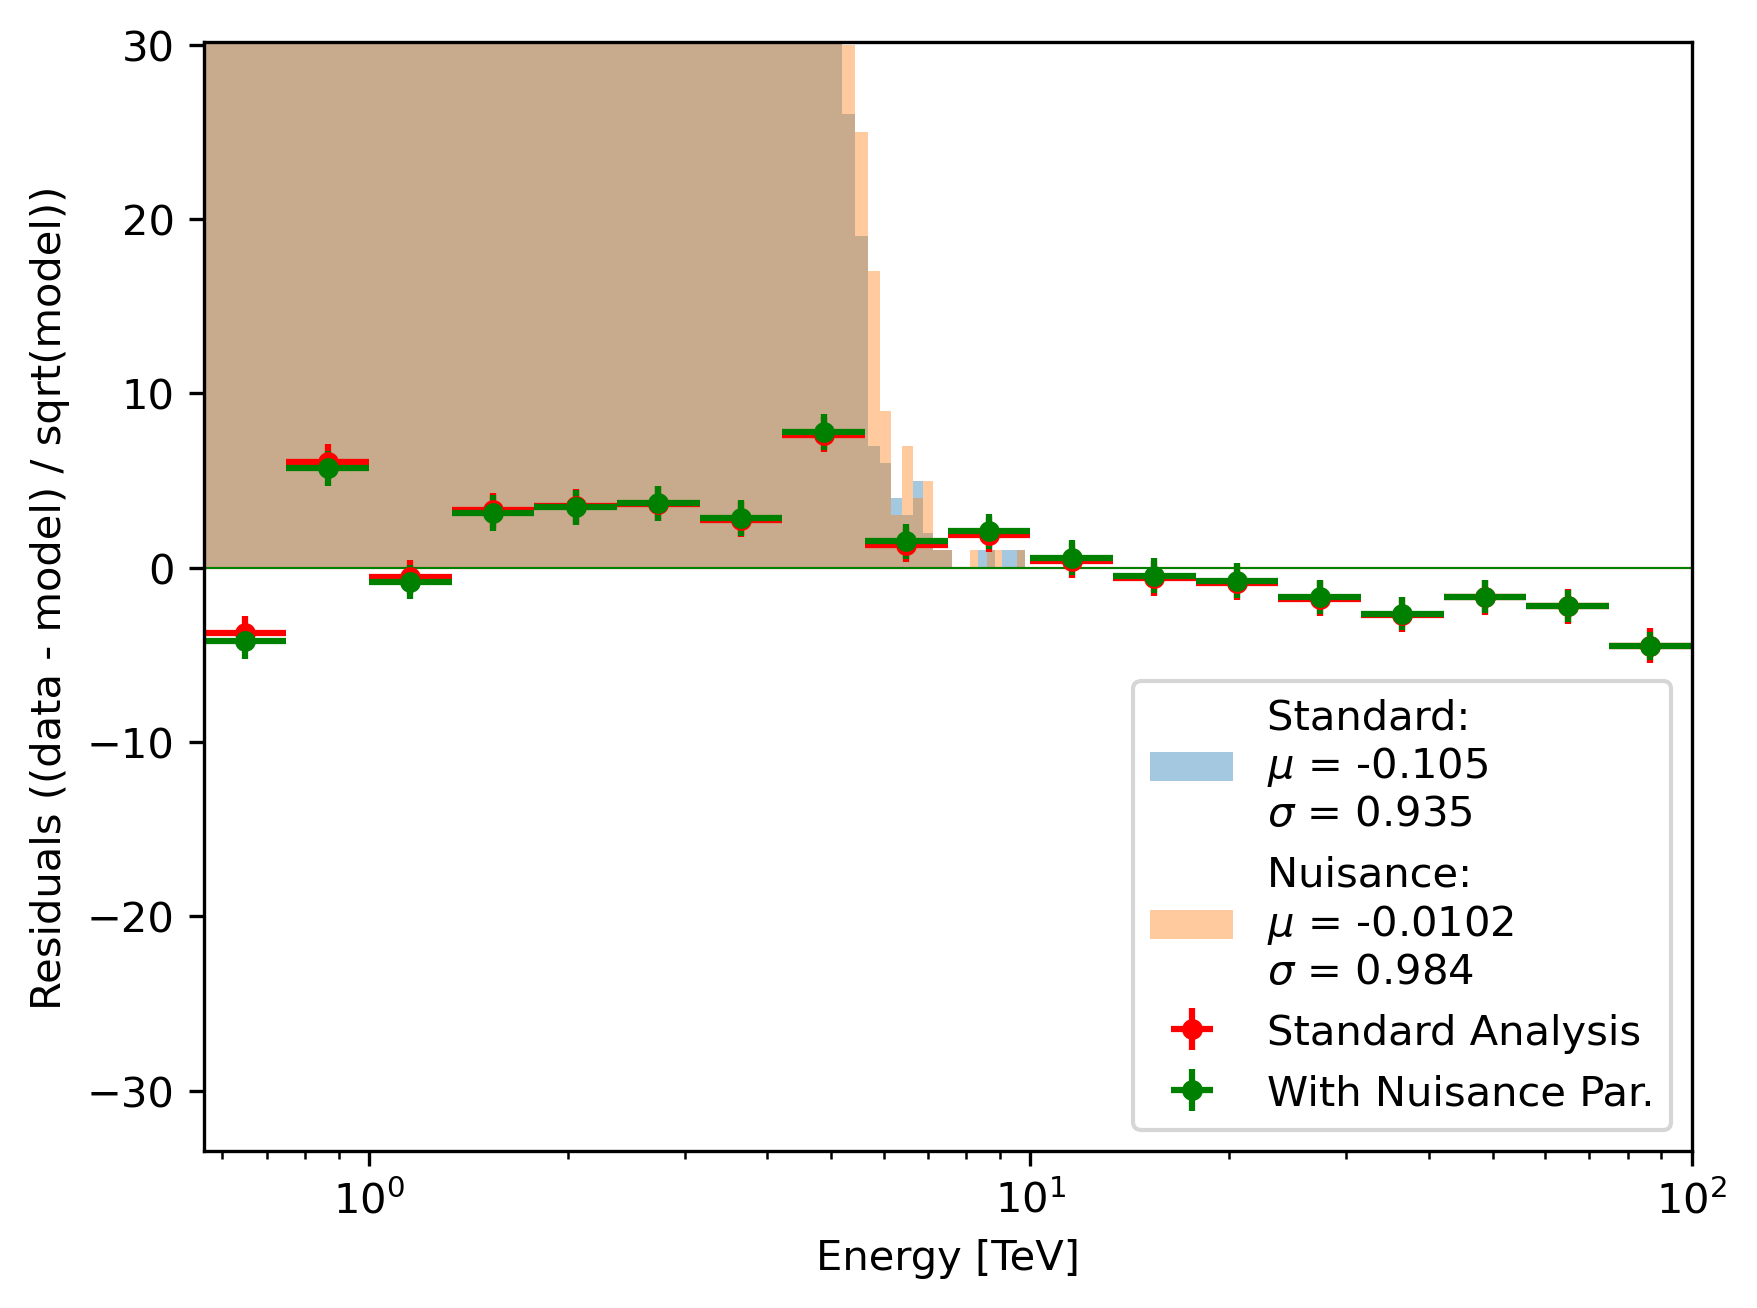 30
20
10
0
−10
−20
−30
Residuals ((data - model) / sqrt(model))
10⁰
10¹
10²
Energy [TeV]
Standard:
μ = -0.105
σ = 0.935
Nuisance:
μ = -0.0102
σ = 0.984
Standard Analysis
With Nuisance Par.